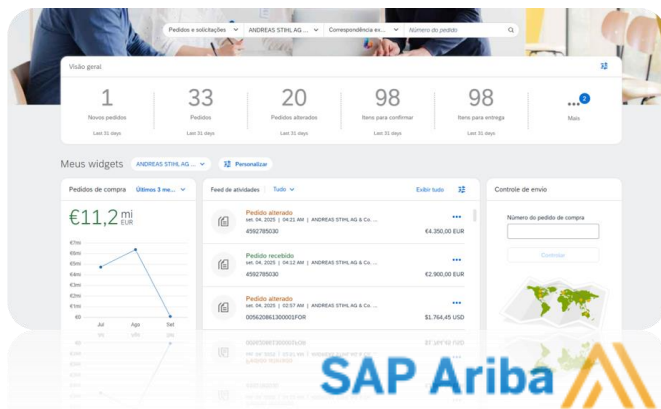 Pedidos e solicitações
ANDREAS STIHL AG ...
Correspondência ex...
Número do pedido
Visão geral
1
33
20
98
98
...
2
Novos pedidos
Pedidos
Pedidos alterados
Itens para confirmar
Itens para entrega
Mais
Last 31 days
Last 31 days
Last 31 days
Last 31 days
Last 31 days
Meus widgets
ANDREAS STIHL AG ...
Personalizar
Pedidos de compra
Últimos 3 me...
€11,2 mi
EUR
€7mi
€6mi
€5mi
€4mi
€3mi
€2mi
€1mi
€0
Jul
Ago
Set
Feed de atividades
Tudo
Exibir tudo
Pedido alterado
set. 04, 2025 | 04:21 AM | ANDREAS STIHL AG & Co. ...
4592785030
€4.350,00 EUR
Pedido recebido
set. 04, 2025 | 04:12 AM | ANDREAS STIHL AG & Co. ...
4592785030
€2.900,00 EUR
Pedido alterado
set. 04, 2025 | 02:57 AM | ANDREAS STIHL AG & Co. ...
005620861300001FOR
$1.764,45 USD
Controle de envio
Número do pedido de compra
Continuar
SAP Ariba